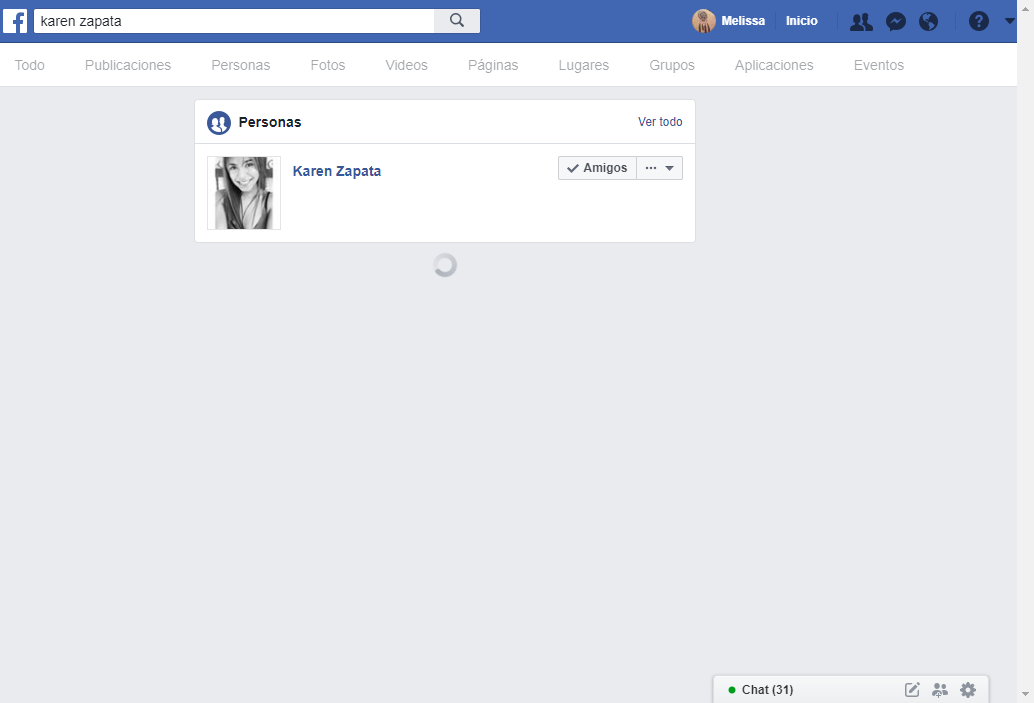 karen zapata
Melissa Inicio
Todo Publicaciones Personas Fotos Videos Páginas Lugares Grupos Aplicaciones Eventos
Personas Ver todo
Karen Zapata Amigos
Chat (31)